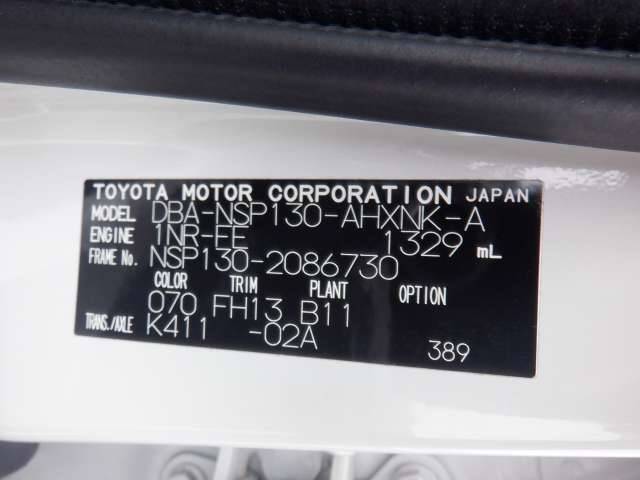 TOYOTA MOTOR CORPORATION JAPAN
MODEL DBA-NSP130-AHXNK-A
ENGINE 1NR-FE 1329 mL
FRAME No. NSP130-2086730
COLOR TRIM PLANT OPTION
070 FH13 B11
TRANS./AXLE K411 -02A
389